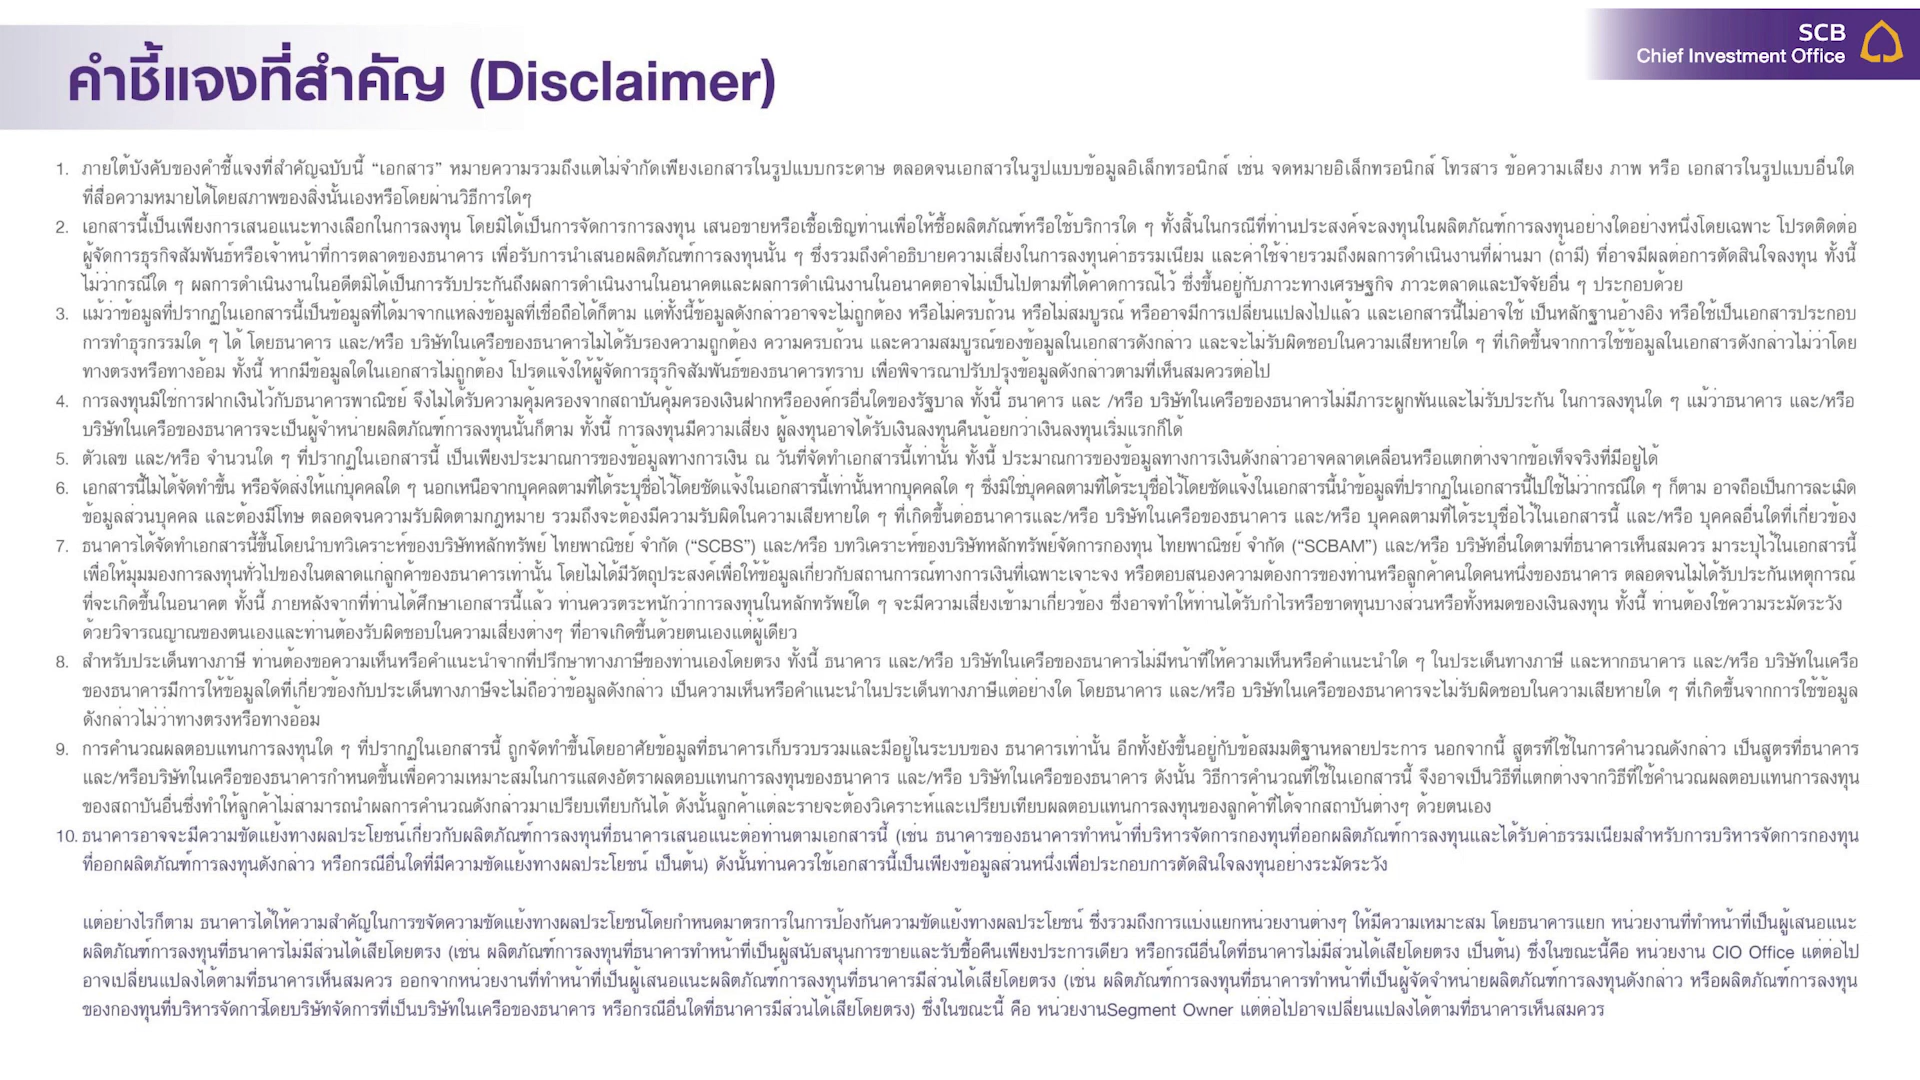 SCB
Chief Investment Office
คำชี้แจงที่สำคัญ (Disclaimer)
1. ภายใต้บังคับของคำชี้แจงที่สำคัญฉบับนี้ “เอกสาร” หมายความรวมถึงแต่ไม่จำกัดเพียงเอกสารในรูปแบบกระดาษ ตลอดจนเอกสารในรูปแบบข้อมูลอิเล็กทรอนิกส์ เช่น จดหมายอิเล็กทรอนิกส์ โทรสาร ข้อความเสียง ภาพ หรือ เอกสารในรูปแบบอื่นใด
ที่สื่อความหมายได้โดยสภาพของสิ่งนั้นเองหรือโดยผ่านวิธีการใดๆ
2. เอกสารนี้เป็นเพียงการเสนอแนะทางเลือกในการลงทุน โดยมิได้เป็นการจัดการการลงทุน เสนอขายหรือเชื้อเชิญท่านเพื่อให้ซื้อผลิตภัณฑ์หรือใช้บริการใด ๆ ทั้งสิ้นในกรณีที่ท่านประสงค์จะลงทุนในผลิตภัณฑ์การลงทุนอย่างใดอย่างหนึ่งโดยเฉพาะ โปรดติดต่อ
ผู้จัดการธุรกิจสัมพันธ์หรือเจ้าหน้าที่การตลาดของธนาคาร เพื่อรับการนำเสนอผลิตภัณฑ์การลงทุนนั้น ๆ ซึ่งรวมถึงคำอธิบายความเสี่ยงในการลงทุนค่าธรรมเนียม และค่าใช้จ่ายรวมถึงผลการดำเนินงานที่ผ่านมา (ถ้ามี) ที่อาจมีผลต่อการตัดสินใจลงทุน ทั้งนี้
ไม่ว่ากรณีใด ๆ ผลการดำเนินงานในอดีตมิได้เป็นการรับประกันถึงผลการดำเนินงานในอนาคตและผลการดำเนินงานในอนาคตอาจไม่เป็นไปตามที่ได้คาดการณ์ไว้ ซึ่งขึ้นอยู่กับภาวะทางเศรษฐกิจ ภาวะตลาดและปัจจัยอื่น ๆ ประกอบด้วย
3. แม้ว่าข้อมูลที่ปรากฏในเอกสารนี้เป็นข้อมูลที่ได้มาจากแหล่งข้อมูลที่เชื่อถือได้ก็ตาม แต่ทั้งนี้ข้อมูลดังกล่าวอาจจะไม่ถูกต้อง หรือไม่ครบถ้วน หรือไม่สมบูรณ์ หรืออาจมีการเปลี่ยนแปลงไปแล้ว และเอกสารนี้ไม่อาจใช้ เป็นหลักฐานอ้างอิง หรือใช้เป็นเอกสารประกอบ
การทำธุรกรรมใด ๆ ได้ โดยธนาคาร และ/หรือ บริษัทในเครือของธนาคารไม่ได้รับรองความถูกต้อง ความครบถ้วน และความสมบูรณ์ของข้อมูลในเอกสารดังกล่าว และจะไม่รับผิดชอบในความเสียหายใด ๆ ที่เกิดขึ้นจากการใช้ข้อมูลในเอกสารดังกล่าวไม่ว่าโดย
ทางตรงหรือทางอ้อม ทั้งนี้ หากมีข้อมูลใดในเอกสารไม่ถูกต้อง โปรดแจ้งให้ผู้จัดการธุรกิจสัมพันธ์ของธนาคารทราบ เพื่อพิจารณาปรับปรุงข้อมูลดังกล่าวตามที่เห็นสมควรต่อไป
4. การลงทุนมิใช่การฝากเงินไว้กับธนาคารพาณิชย์ จึงไม่ได้รับความคุ้มครองจากสถาบันคุ้มครองเงินฝากหรือองค์กรอื่นใดของรัฐบาล ทั้งนี้ ธนาคาร และ /หรือ บริษัทในเครือของธนาคารไม่มีภาระผูกพันและไม่รับประกัน ในการลงทุนใด ๆ แม้ว่าธนาคาร และ/หรือ
บริษัทในเครือของธนาคารจะเป็นผู้จำหน่ายผลิตภัณฑ์การลงทุนนั้นก็ตาม ทั้งนี้ การลงทุนมีความเสี่ยง ผู้ลงทุนอาจได้รับเงินลงทุนคืนน้อยกว่าเงินลงทุนเริ่มแรกก็ได้
5. ตัวเลข และ/หรือ จำนวนใด ๆ ที่ปรากฏในเอกสารนี้ เป็นเพียงประมาณการของข้อมูลทางการเงิน ณ วันที่จัดทำเอกสารนี้เท่านั้น ทั้งนี้ ประมาณการของข้อมูลทางการเงินดังกล่าวอาจคลาดเคลื่อนหรือแตกต่างจากข้อเท็จจริงที่มีอยู่ได้
6. เอกสารนี้ไม่ได้จัดทำขึ้น หรือจัดส่งให้แก่บุคคลใด ๆ นอกเหนือจากบุคคลตามที่ได้ระบุชื่อไว้โดยชัดแจ้งในเอกสารนี้เท่านั้นหากบุคคลใด ๆ ซึ่งมิใช่บุคคลตามที่ได้ระบุชื่อไว้โดยชัดแจ้งในเอกสารนี้นำข้อมูลที่ปรากฏในเอกสารนี้ไปใช้ไม่ว่ากรณีใด ๆ ก็ตาม อาจถือเป็นการละเมิด
ข้อมูลส่วนบุคคล และต้องมีโทษ ตลอดจนความรับผิดตามกฎหมาย รวมถึงจะต้องมีความรับผิดในความเสียหายใด ๆ ที่เกิดขึ้นต่อธนาคารและ/หรือ บริษัทในเครือของธนาคาร และ/หรือ บุคคลตามที่ได้ระบุชื่อไว้ในเอกสารนี้ และ/หรือ บุคคลอื่นใดที่เกี่ยวข้อง
7. ธนาคารได้จัดทำเอกสารนี้ขึ้นโดยนำบทวิเคราะห์ของบริษัทหลักทรัพย์ ไทยพาณิชย์ จำกัด (“SCBS”) และ/หรือ บทวิเคราะห์ของบริษัทหลักทรัพย์จัดการกองทุน ไทยพาณิชย์ จำกัด (“SCBAM”) และ/หรือ บริษัทอื่นใดตามที่ธนาคารเห็นสมควร มาระบุไว้ในเอกสารนี้
เพื่อให้มุมมองการลงทุนทั่วไปของในตลาดแก่ลูกค้าของธนาคารเท่านั้น โดยไม่ได้มีวัตถุประสงค์เพื่อให้ข้อมูลเกี่ยวกับสถานการณ์ทางการเงินที่เฉพาะเจาะจง หรือตอบสนองความต้องการของท่านหรือลูกค้าคนใดคนหนึ่งของธนาคาร ตลอดจนไม่ได้รับประกันเหตุการณ์
ที่จะเกิดขึ้นในอนาคต ทั้งนี้ ภายหลังจากที่ท่านได้ศึกษาเอกสารนี้แล้ว ท่านควรตระหนักว่าการลงทุนในหลักทรัพย์ใด ๆ จะมีความเสี่ยงเข้ามาเกี่ยวข้อง ซึ่งอาจทำให้ท่านได้รับกำไรหรือขาดทุนบางส่วนหรือทั้งหมดของเงินลงทุน ทั้งนี้ ท่านต้องใช้ความระมัดระวัง
ด้วยวิจารณญาณของตนเองและท่านต้องรับผิดชอบในความเสี่ยงต่างๆ ที่อาจเกิดขึ้นด้วยตนเองแต่ผู้เดียว
8. สำหรับประเด็นทางภาษี ท่านต้องขอความเห็นหรือคำแนะนำจากที่ปรึกษาทางภาษีของท่านเองโดยตรง ทั้งนี้ ธนาคาร และ/หรือ บริษัทในเครือของธนาคารไม่มีหน้าที่ให้ความเห็นหรือคำแนะนำใด ๆ ในประเด็นทางภาษี และหากธนาคาร และ/หรือ บริษัทในเครือ
ของธนาคารมีการให้ข้อมูลใดที่เกี่ยวข้องกับประเด็นทางภาษีจะไม่ถือว่าข้อมูลดังกล่าว เป็นความเห็นหรือคำแนะนำในประเด็นทางภาษีแต่อย่างใด โดยธนาคาร และ/หรือ บริษัทในเครือของธนาคารจะไม่รับผิดชอบในความเสียหายใด ๆ ที่เกิดขึ้นจากการใช้ข้อมูล
ดังกล่าวไม่ว่าทางตรงหรือทางอ้อม
9. การคำนวณผลตอบแทนการลงทุนใด ๆ ที่ปรากฏในเอกสารนี้ ถูกจัดทำขึ้นโดยอาศัยข้อมูลที่ธนาคารเก็บรวบรวมและมีอยู่ในระบบของ ธนาคารเท่านั้น อีกทั้งยังขึ้นอยู่กับข้อสมมติฐานหลายประการ นอกจากนี้ สูตรที่ใช้ในการคำนวณดังกล่าว เป็นสูตรที่ธนาคาร
และ/หรือบริษัทในเครือของธนาคารกำหนดขึ้นเพื่อความเหมาะสมในการแสดงอัตราผลตอบแทนการลงทุนของธนาคาร และ/หรือ บริษัทในเครือของธนาคาร ดังนั้น วิธีการคำนวณที่ใช้ในเอกสารนี้ จึงอาจเป็นวิธีที่แตกต่างจากวิธีที่ใช้คำนวณผลตอบแทนการลงทุน
ของสถาบันอื่นซึ่งทำให้ลูกค้าไม่สามารถนำผลการคำนวณดังกล่าวมาเปรียบเทียบกันได้ ดังนั้นลูกค้าแต่ละรายจะต้องวิเคราะห์และเปรียบเทียบผลตอบแทนการลงทุนของลูกค้าที่ได้จากสถาบันต่างๆ ด้วยตนเอง
10. ธนาคารอาจจะมีความขัดแย้งทางผลประโยชน์เกี่ยวกับผลิตภัณฑ์การลงทุนที่ธนาคารเสนอแนะต่อท่านตามเอกสารนี้ (เช่น ธนาคารของธนาคารทำหน้าที่บริหารจัดการกองทุนที่ออกผลิตภัณฑ์การลงทุนและได้รับค่าธรรมเนียมสำหรับการบริหารจัดการกองทุน
ที่ออกผลิตภัณฑ์การลงทุนดังกล่าว หรือกรณีอื่นใดที่มีความขัดแย้งทางผลประโยชน์ เป็นต้น) ดังนั้นท่านควรใช้เอกสารนี้เป็นเพียงข้อมูลส่วนหนึ่งเพื่อประกอบการตัดสินใจลงทุนอย่างระมัดระวัง
แต่อย่างไรก็ตาม ธนาคารได้ให้ความสำคัญในการขจัดความขัดแย้งทางผลประโยชน์โดยกำหนดมาตรการในการป้องกันความขัดแย้งทางผลประโยชน์ ซึ่งรวมถึงการแบ่งแยกหน่วยงานต่างๆ ให้มีความเหมาะสม โดยธนาคารแยก หน่วยงานที่ทำหน้าที่เป็นผู้เสนอแนะ
ผลิตภัณฑ์การลงทุนที่ธนาคารไม่มีส่วนได้เสียโดยตรง (เช่น ผลิตภัณฑ์การลงทุนที่ธนาคารทำหน้าที่เป็นผู้สนับสนุนการขายและรับซื้อคืนเพียงประการเดียว หรือกรณีอื่นใดที่ธนาคารไม่มีส่วนได้เสียโดยตรง เป็นต้น) ซึ่งในขณะนี้คือ หน่วยงาน CIO Office แต่ต่อไป
อาจเปลี่ยนแปลงได้ตามที่ธนาคารเห็นสมควร ออกจากหน่วยงานที่ทำหน้าที่เป็นผู้เสนอแนะผลิตภัณฑ์การลงทุนที่ธนาคารมีส่วนได้เสียโดยตรง (เช่น ผลิตภัณฑ์การลงทุนที่ธนาคารทำหน้าที่เป็นผู้จัดจำหน่ายผลิตภัณฑ์การลงทุนดังกล่าว หรือผลิตภัณฑ์การลงทุน
ของกองทุนที่บริหารจัดการโดยบริษัทจัดการที่เป็นบริษัทในเครือของธนาคาร หรือกรณีอื่นใดที่ธนาคารมีส่วนได้เสียโดยตรง) ซึ่งในขณะนี้ คือ หน่วยงานSegment Owner แต่ต่อไปอาจเปลี่ยนแปลงได้ตามที่ธนาคารเห็นสมควร